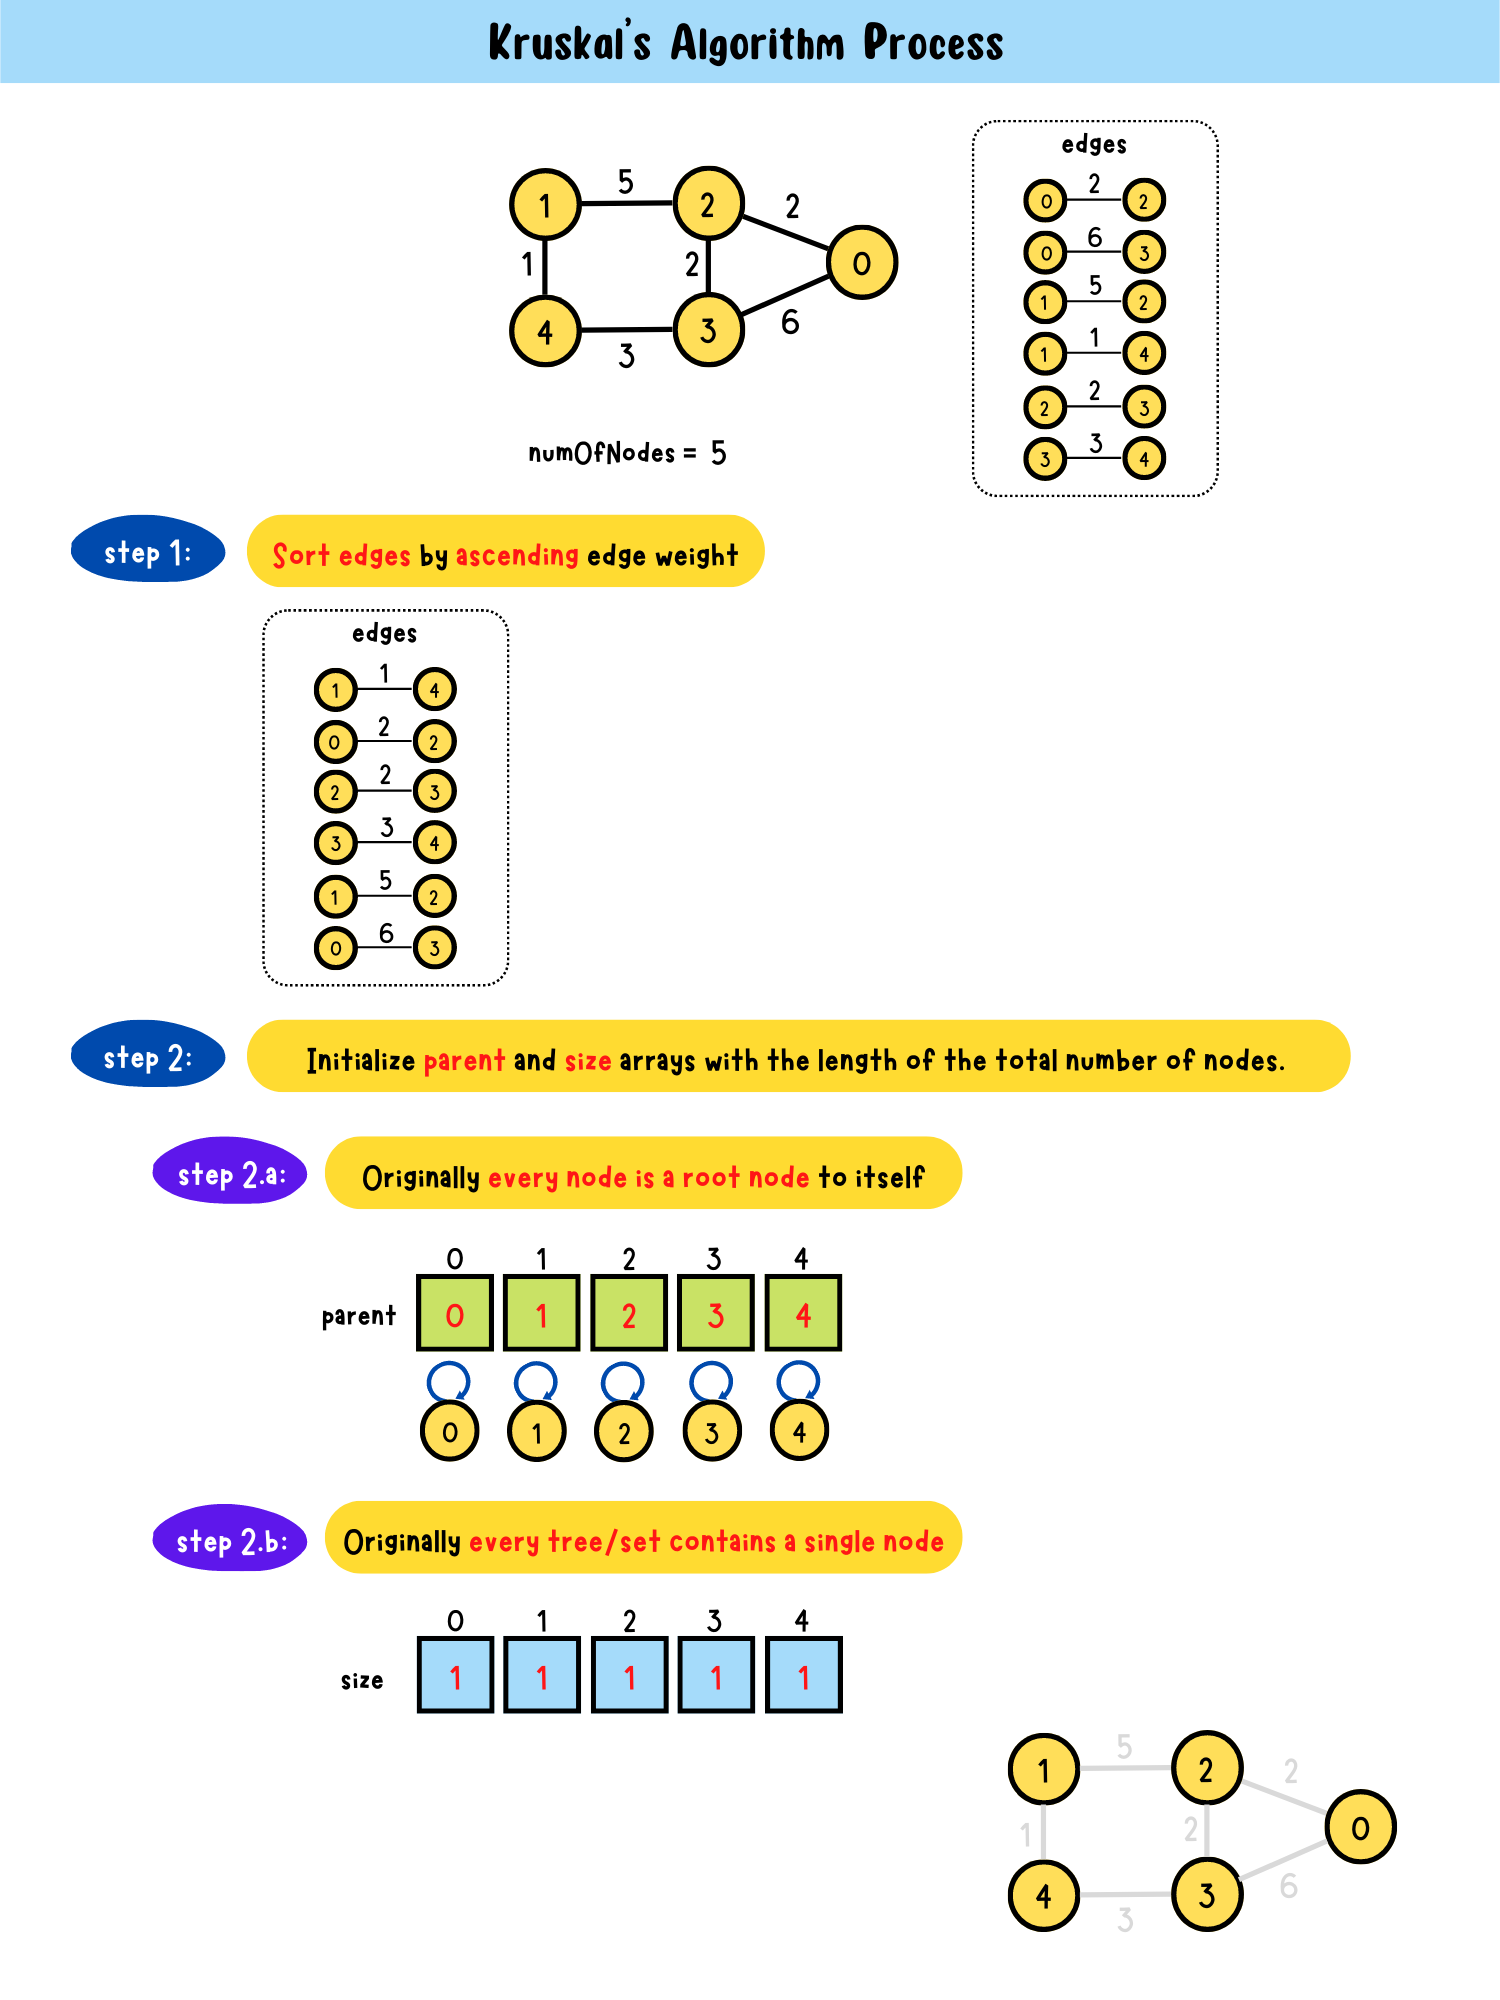 Kruskal's Algorithm Process
edges
5
1 2 2
1 2 0
4 3 6
3
0 2 2
0 6 3
1 5 2
1 1 4
2 2 3
3 3 4
numOfNodes = 5
step 1: Sort edges by ascending edge weight
edges
1 1 4
0 2 2
2 2 3
3 3 4
1 5 2
0 6 3
step 2: Initialize parent and size arrays with the length of the total number of nodes.
step 2.a: Originally every node is a root node to itself
0 1 2 3 4
parent 0 1 2 3 4
0 1 2 3 4
step 2.b: Originally every tree/set contains a single node
0 1 2 3 4
size 1 1 1 1 1
5
1 2 2
1 2 0
4 3 6
3